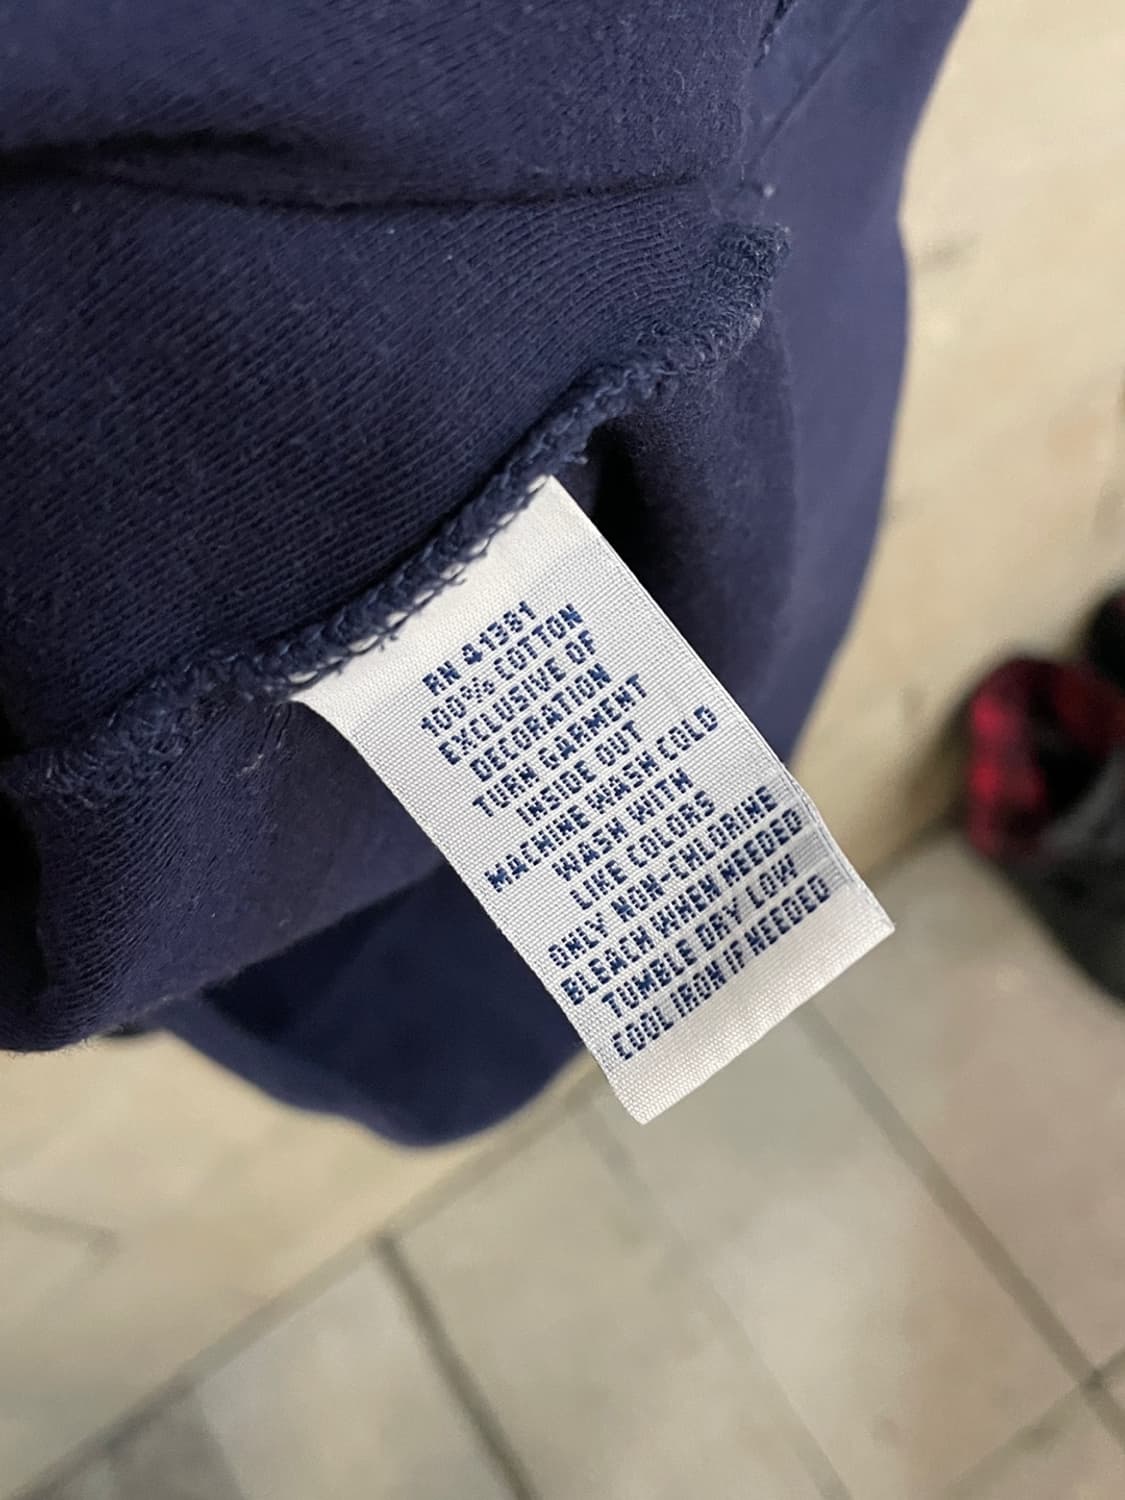 RN 41381
100% COTTON
EXCLUSIVE OF
DECORATION
TURN GARMENT
INSIDE OUT
MACHINE WASH COLD
WASH WITH
LIKE COLORS
ONLY NON-CHLORINE
BLEACH WHEN NEEDED
TUMBLE DRY LOW
COOL IRON IF NEEDED